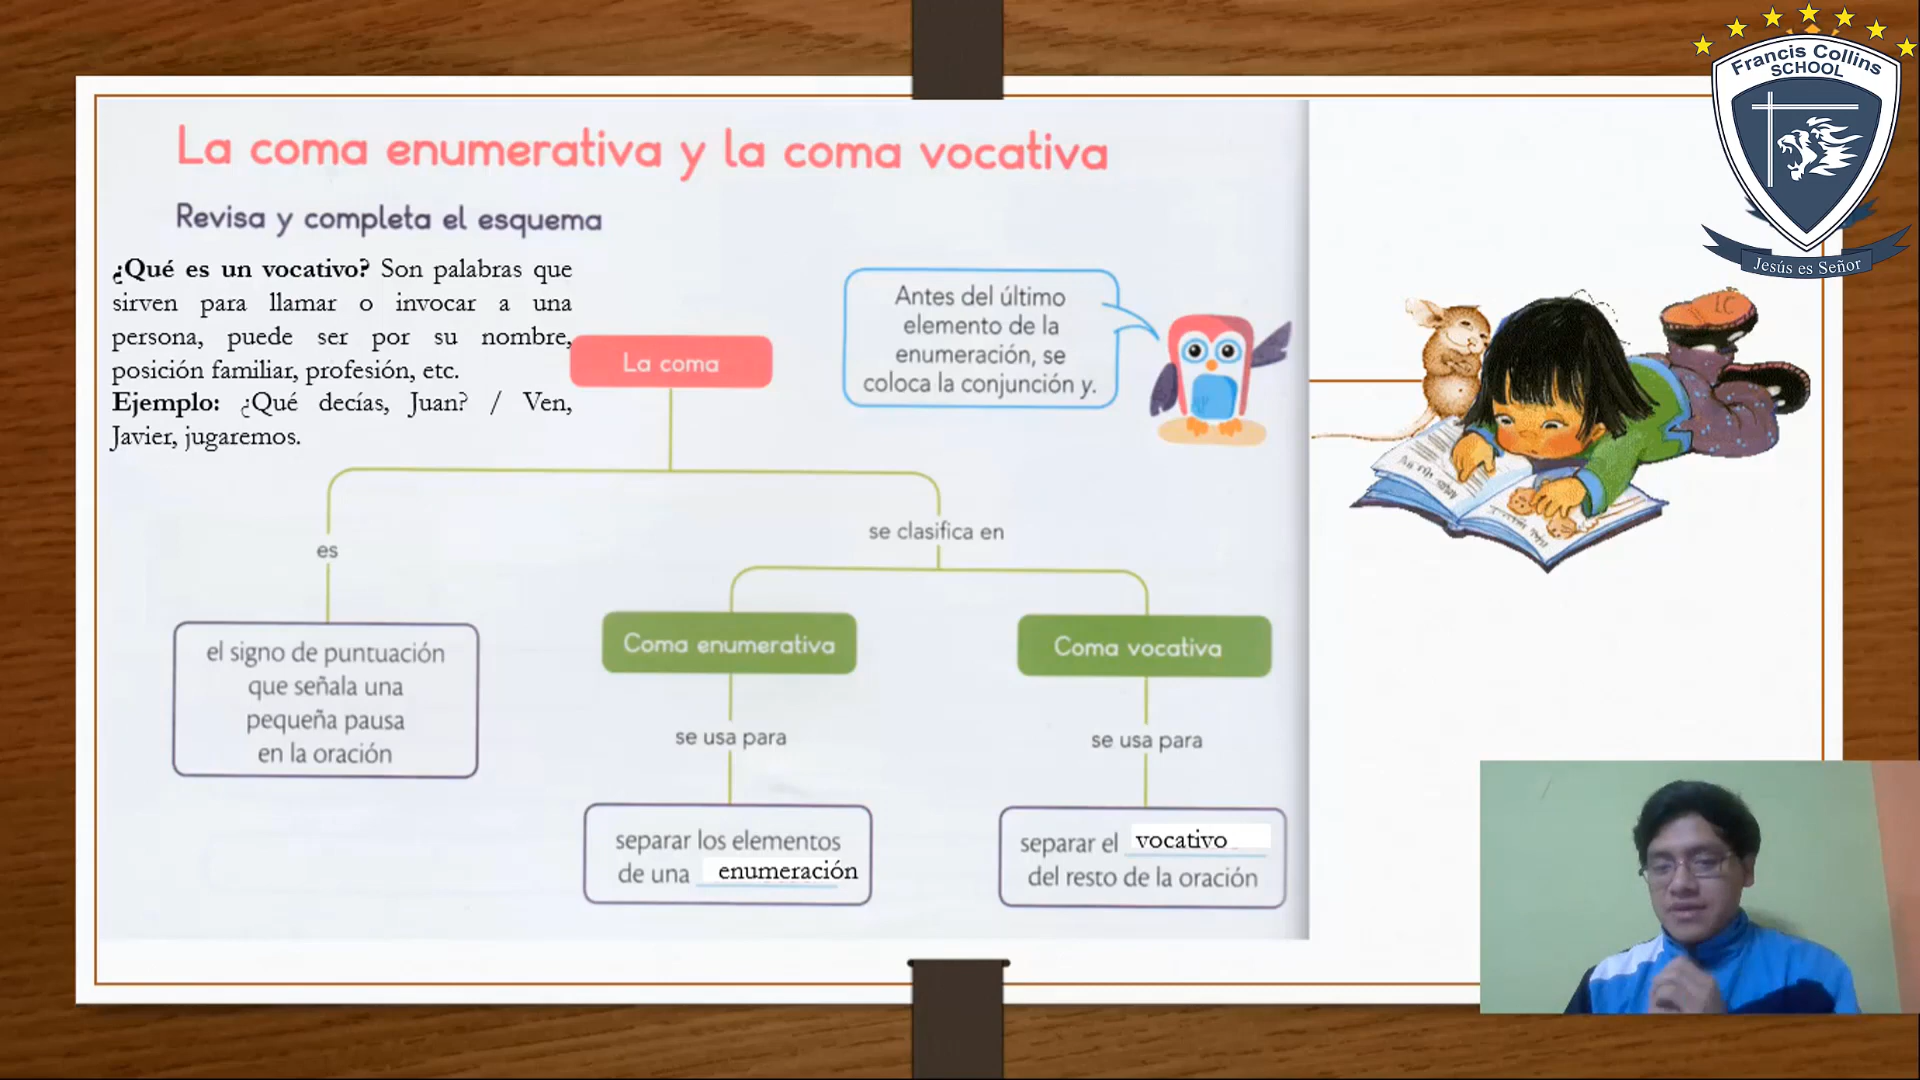 Francis Collins
SCHOOL
Jesús es Señor
La coma enumerativa y la coma vocativa
Revisa y completa el esquema
¿Qué es un vocativo? Son palabras que
sirven para llamar o invocar a una
persona, puede ser por su nombre,
posición familiar, profesión, etc.
Ejemplo: ¿Qué decías, Juan? / Ven,
Javier, jugaremos.
Antes del último
elemento de la
enumeración, se
coloca la conjunción y.
La coma
es
se clasifica en
el signo de puntuación
que señala una
pequeña pausa
en la oración
Coma enumerativa
se usa para
separar los elementos
de una enumeración
Coma vocativa
se usa para
separar el vocativo
del resto de la oración